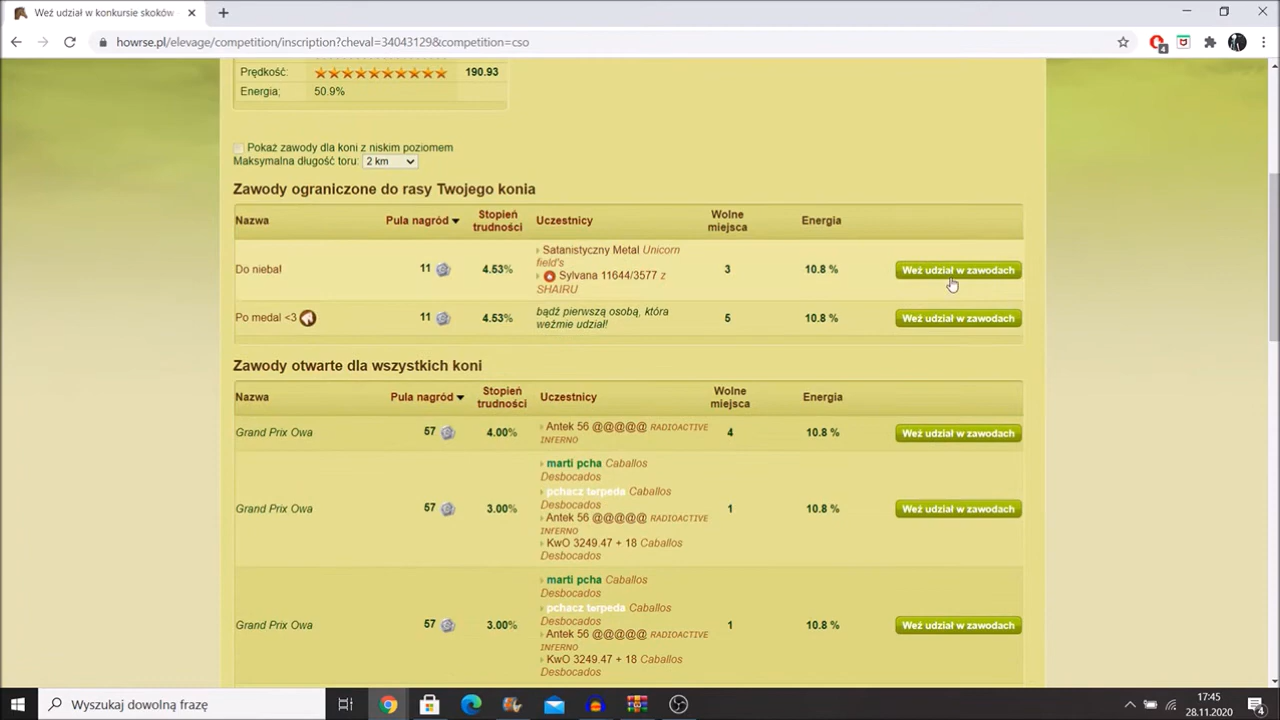 Weź udział w konkursie skoków
howrse.pl/elevage/competition/inscription?cheval=34043129&competition=cso
4
Prędkość: 190.93
Energia; 50.9%
Pokaż zawody dla koni z niskim poziomem
Maksymalna długość toru: 2 km
Zawody ograniczone do rasy Twojego konia
Nazwa Pula nagród Stopień trudności Uczestnicy Wolne miejsca Energia
Do nieba! 11 4.53% Satanistyczny Metal Unicorn field's 3 10.8 % Weź udział w zawodach
Sylvana 11644/3577 z SHAIRU
Po medal <3 11 4.53% bądź pierwszą osobą, która weźmie udział! 5 10.8 % Weź udział w zawodach
Zawody otwarte dla wszystkich koni
Nazwa Pula nagród Stopień trudności Uczestnicy Wolne miejsca Energia
Grand Prix Owa 57 4.00% Antek 56 @@@@@ RADIOACTIVE INFERNO 4 10.8 % Weź udział w zawodach
marti pcha Caballos Desbocados
pchacz terpeda Caballos Desbocados
Grand Prix Owa 57 3.00% Antek 56 @@@@@ RADIOACTIVE INFERNO 1 10.8 % Weź udział w zawodach
KwO 3249.47 + 18 Caballos Desbocados
marti pcha Caballos Desbocados
pchacz terpeda Caballos Desbocados
Grand Prix Owa 57 3.00% Antek 56 @@@@@ RADIOACTIVE INFERNO 1 10.8 % Weź udział w zawodach
KwO 3249.47 + 18 Caballos Desbocados
Wyszukaj dowolną frazę
17:45
28.11.2020
4